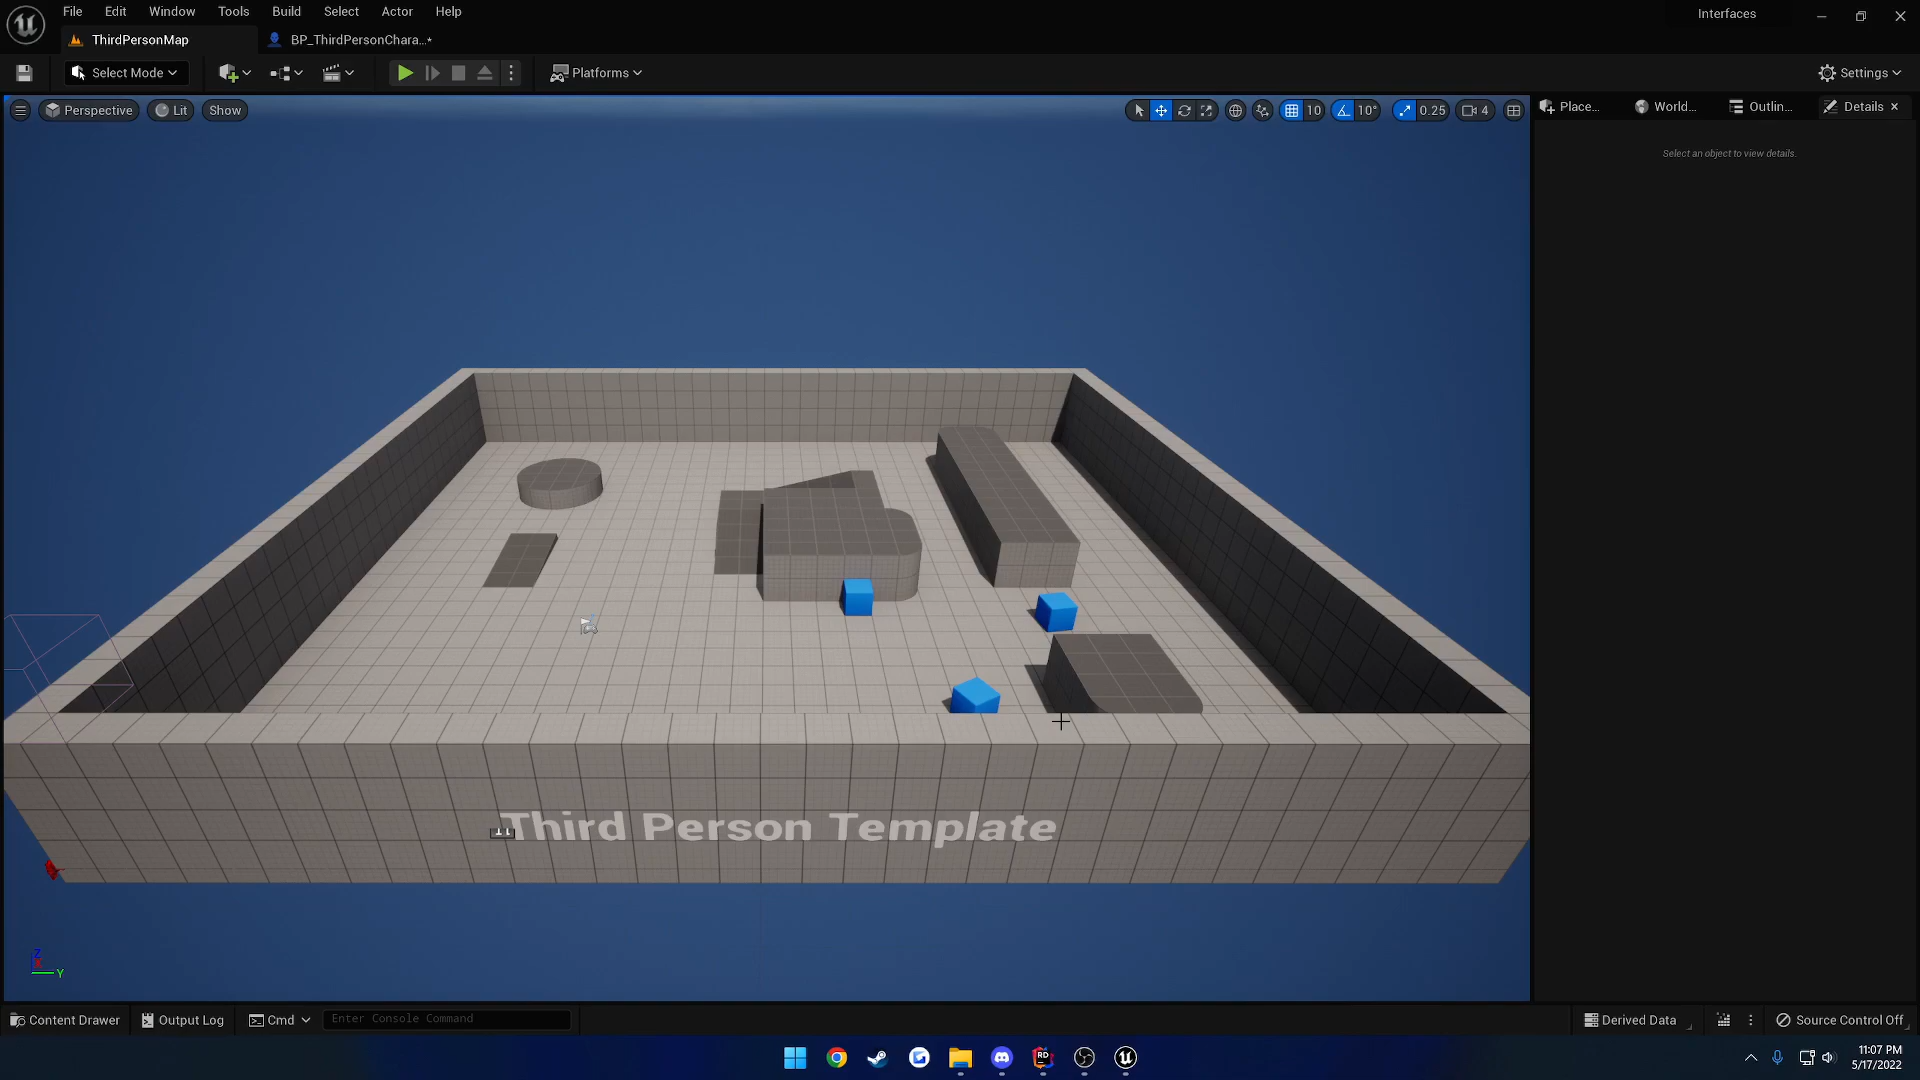 File Edit Window Tools Build Select Actor Help
Interfaces
ThirdPersonMap
BP_ThirdPersonChara...*
Select Mode
Platforms
Settings
Perspective
Lit
Show
10
10°
0.25
4
Place...
World...
Outlin...
Details
Select an object to view details.
Third Person Template
Z
X
Y
Content Drawer
Output Log
Cmd
Enter Console Command
Derived Data
Source Control Off
RD
11:07 PM
5/17/2022